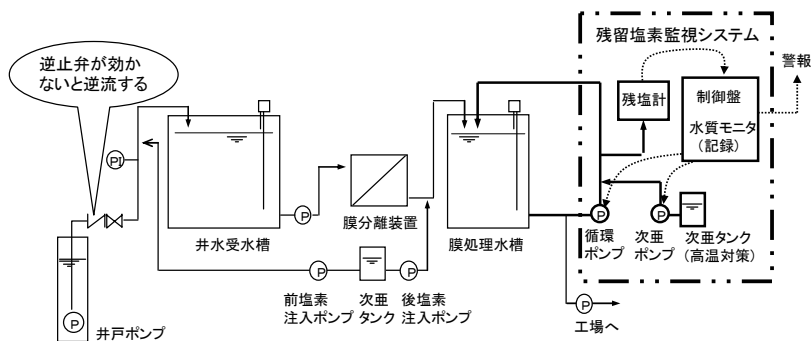 残留塩素監視システム
逆止弁が効か
ないと逆流する
警報
残塩計
制御盤
水質モニタ
(記録)
PI
P
膜分離装置
P
井水受水槽
膜処理水槽
P
P
循環
ポンプ
次亜
ポンプ
次亜タンク
(高温対策)
P
P
前塩素
注入ポンプ
次亜
タンク
後塩素
注入ポンプ
P
工場へ
P
井戸ポンプ